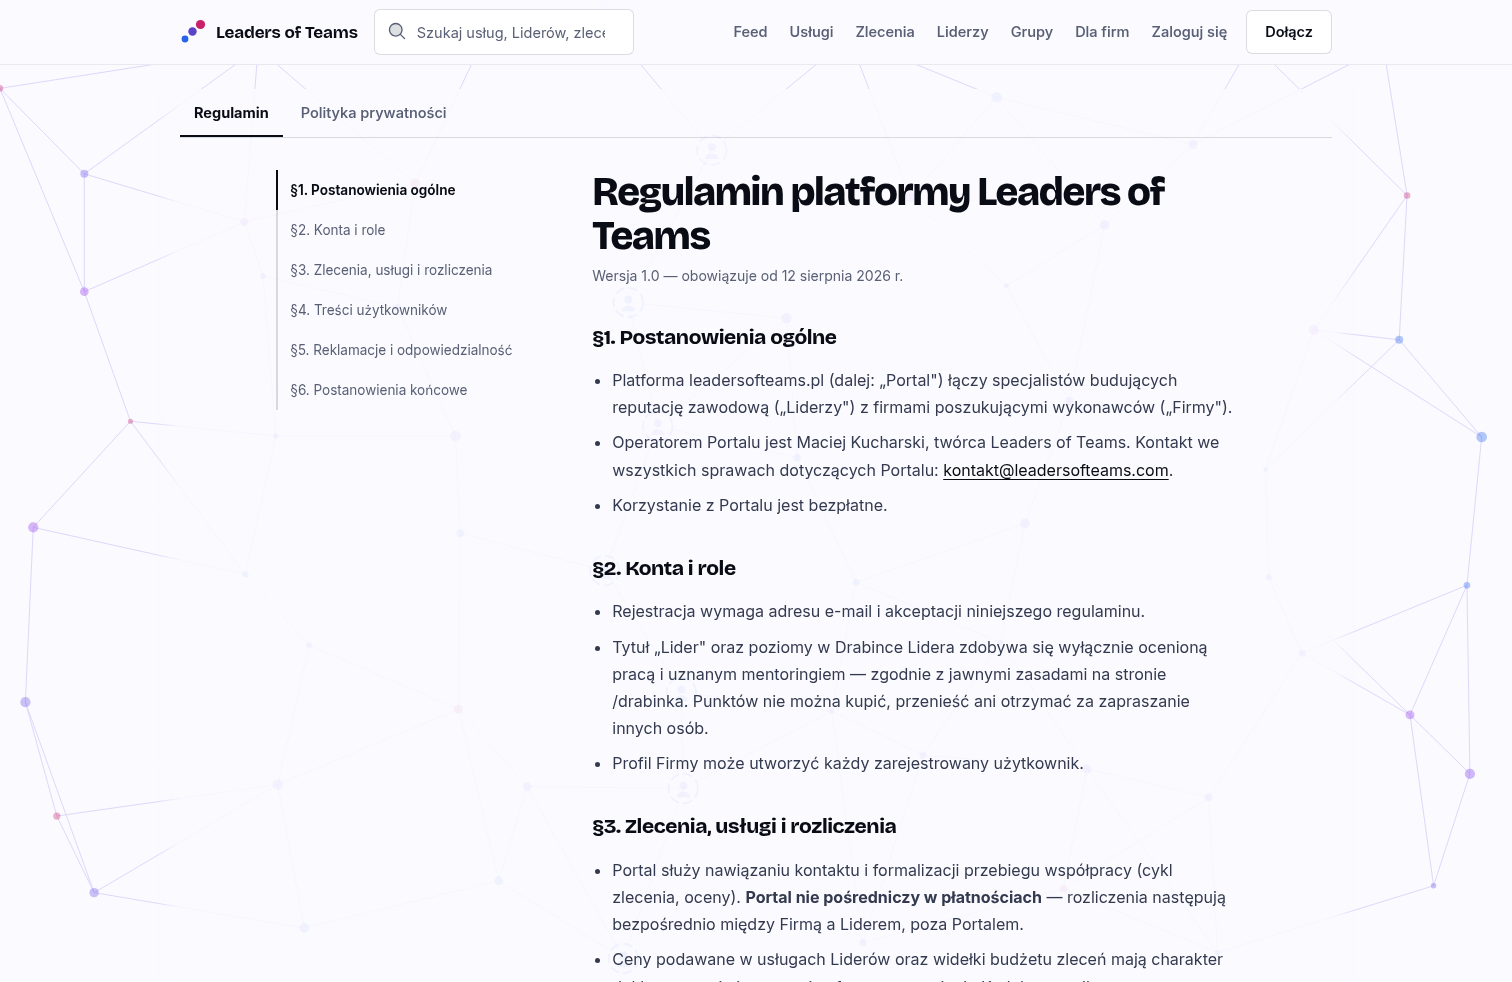 Leaders of Teams
Szukaj usług, Liderów, zlece
Feed Usługi Zlecenia Liderzy Grupy Dla firm Zaloguj się Dołącz
Regulamin Polityka prywatności
§1. Postanowienia ogólne
§2. Konta i role
§3. Zlecenia, usługi i rozliczenia
§4. Treści użytkowników
§5. Reklamacje i odpowiedzialność
§6. Postanowienia końcowe
Regulamin platformy Leaders of
Teams
Wersja 1.0 — obowiązuje od 12 sierpnia 2026 r.
§1. Postanowienia ogólne
• Platforma leadersofteams.pl (dalej: „Portal") łączy specjalistów budujących
reputację zawodową („Liderzy") z firmami poszukującymi wykonawców („Firmy").
• Operatorem Portalu jest Maciej Kucharski, twórca Leaders of Teams. Kontakt we
wszystkich sprawach dotyczących Portalu: kontakt@leadersofteams.com.
• Korzystanie z Portalu jest bezpłatne.
§2. Konta i role
• Rejestracja wymaga adresu e-mail i akceptacji niniejszego regulaminu.
• Tytuł „Lider" oraz poziomy w Drabince Lidera zdobywa się wyłącznie ocenioną
pracą i uznanym mentoringiem — zgodnie z jawnymi zasadami na stronie
/drabinka. Punktów nie można kupić, przenieść ani otrzymać za zapraszanie
innych osób.
• Profil Firmy może utworzyć każdy zarejestrowany użytkownik.
§3. Zlecenia, usługi i rozliczenia
• Portal służy nawiązaniu kontaktu i formalizacji przebiegu współpracy (cykl
zlecenia, oceny). Portal nie pośredniczy w płatnościach — rozliczenia następują
bezpośrednio między Firmą a Liderem, poza Portalem.
• Ceny podawane w usługach Liderów oraz widełki budżetu zleceń mają charakter